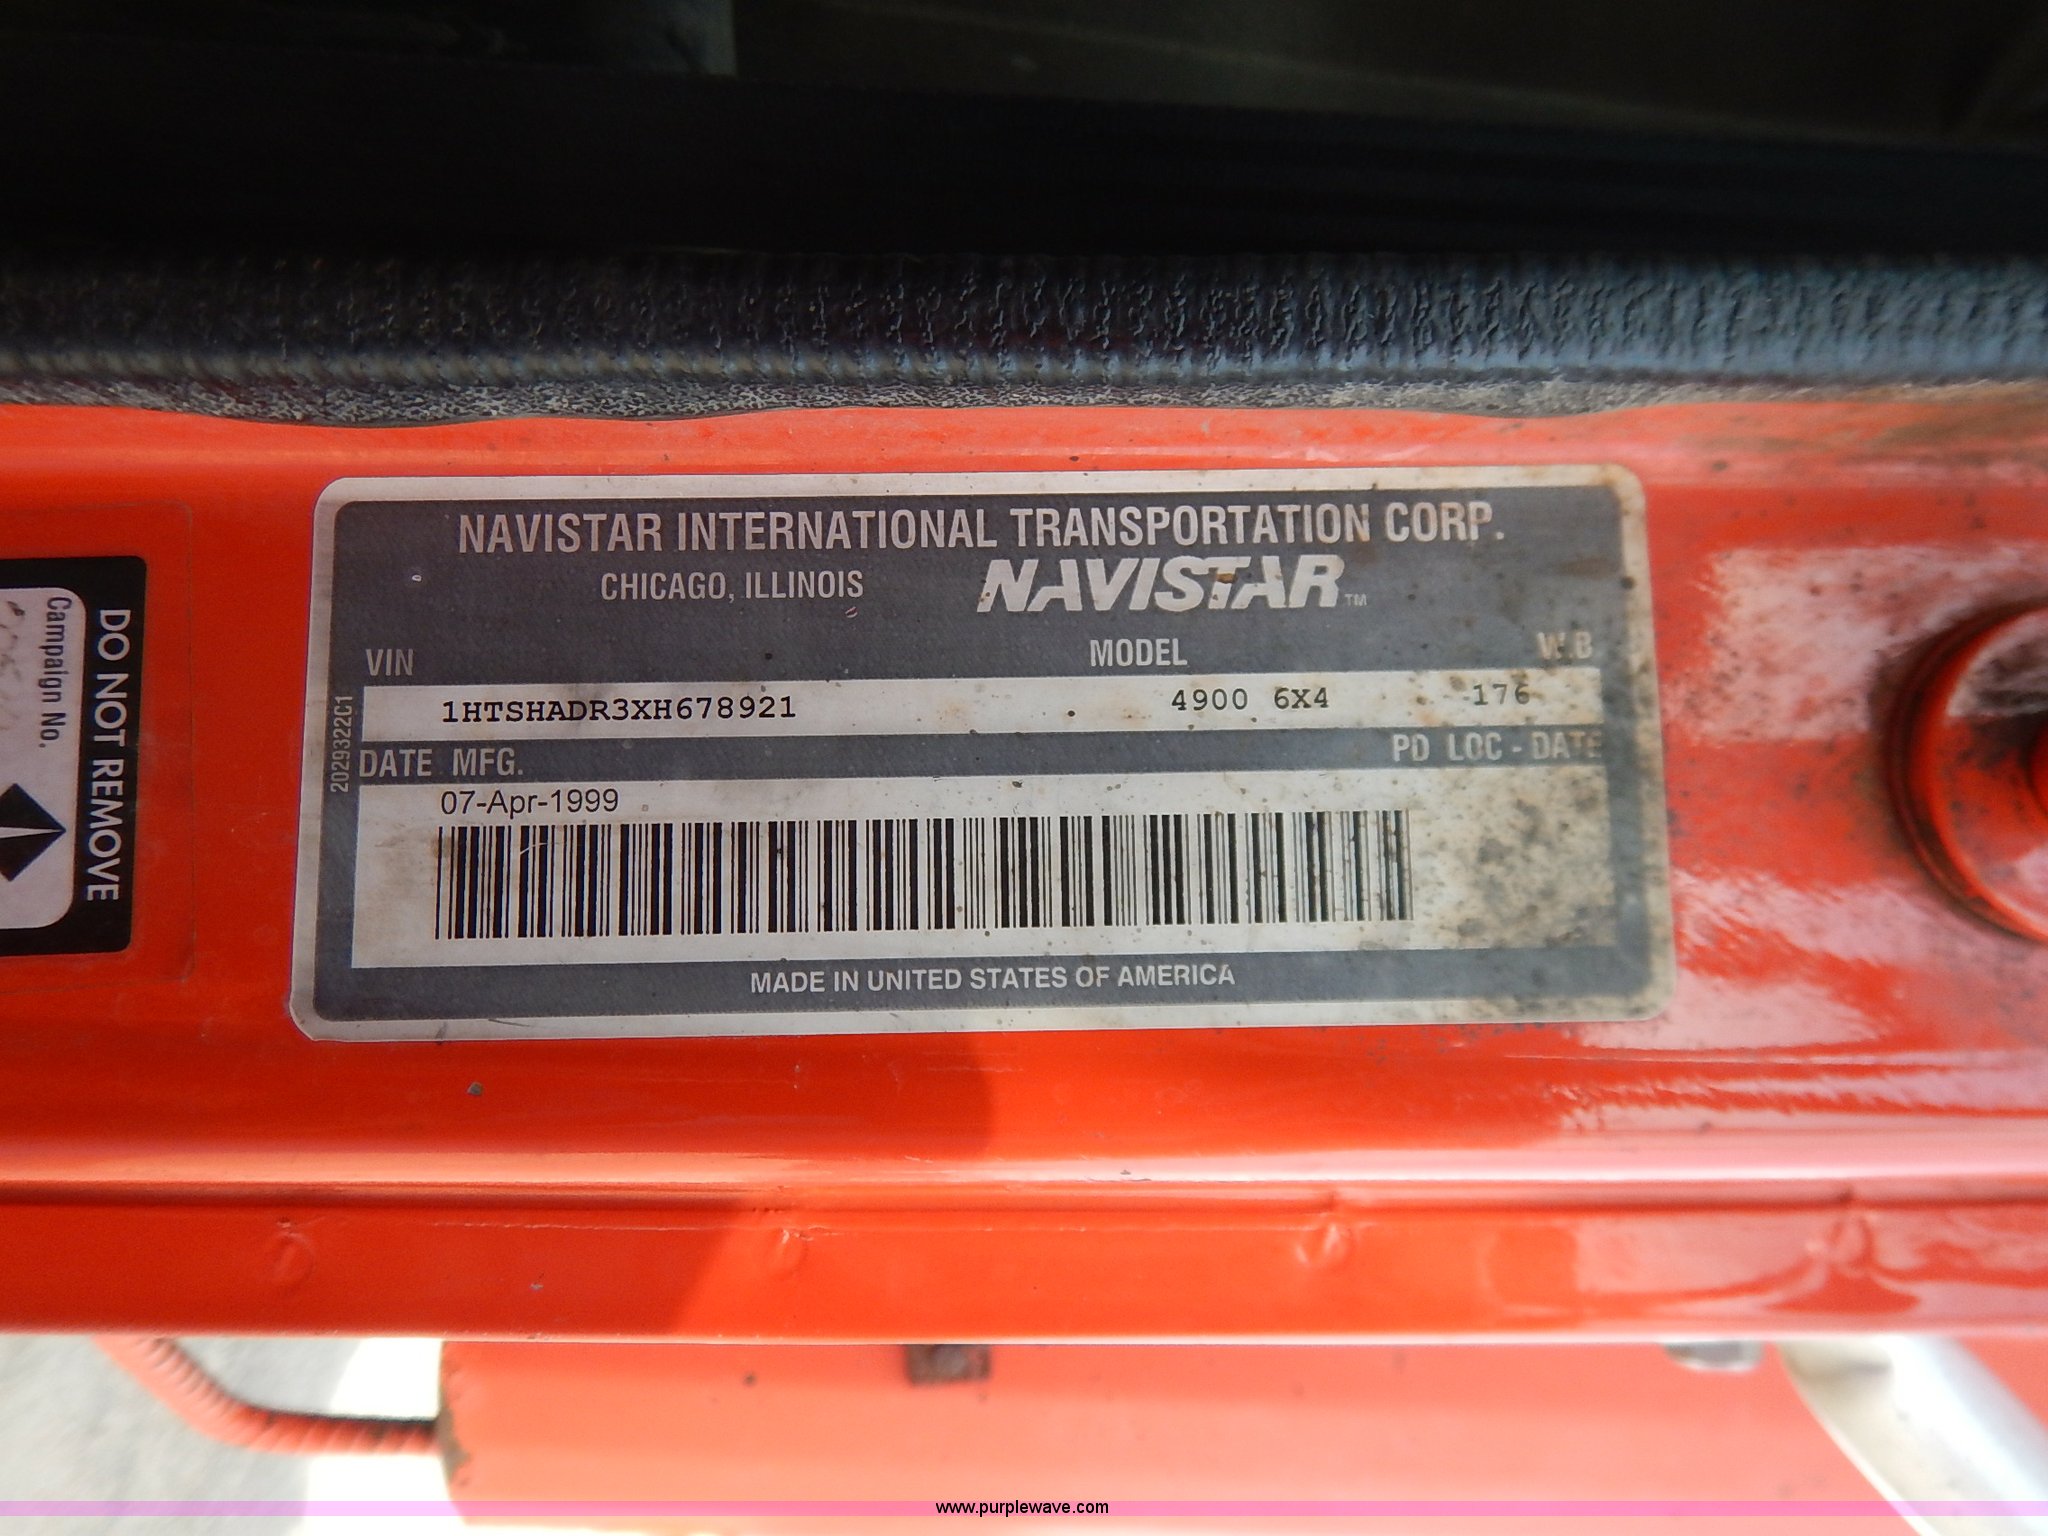 NAVISTAR INTERNATIONAL TRANSPORTATION CORP.
CHICAGO, ILLINOIS NAVISTAR™
VIN MODEL W.B
1HTSHADR3XH678921 4900 6X4 176
DATE MFG. PD LOC - DATE
07-Apr-1999
MADE IN UNITED STATES OF AMERICA
2029322C1
DO NOT REMOVE
Campaign No.
www.purplewave.com